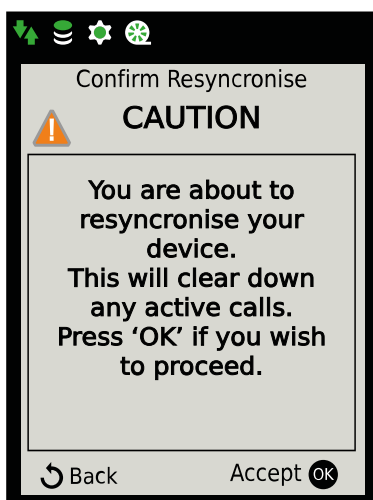 Confirm Resyncronise
CAUTION
You are about to
resyncronise your
device.
This will clear down
any active calls.
Press ‘OK’ if you wish
to proceed.
Back
Accept OK